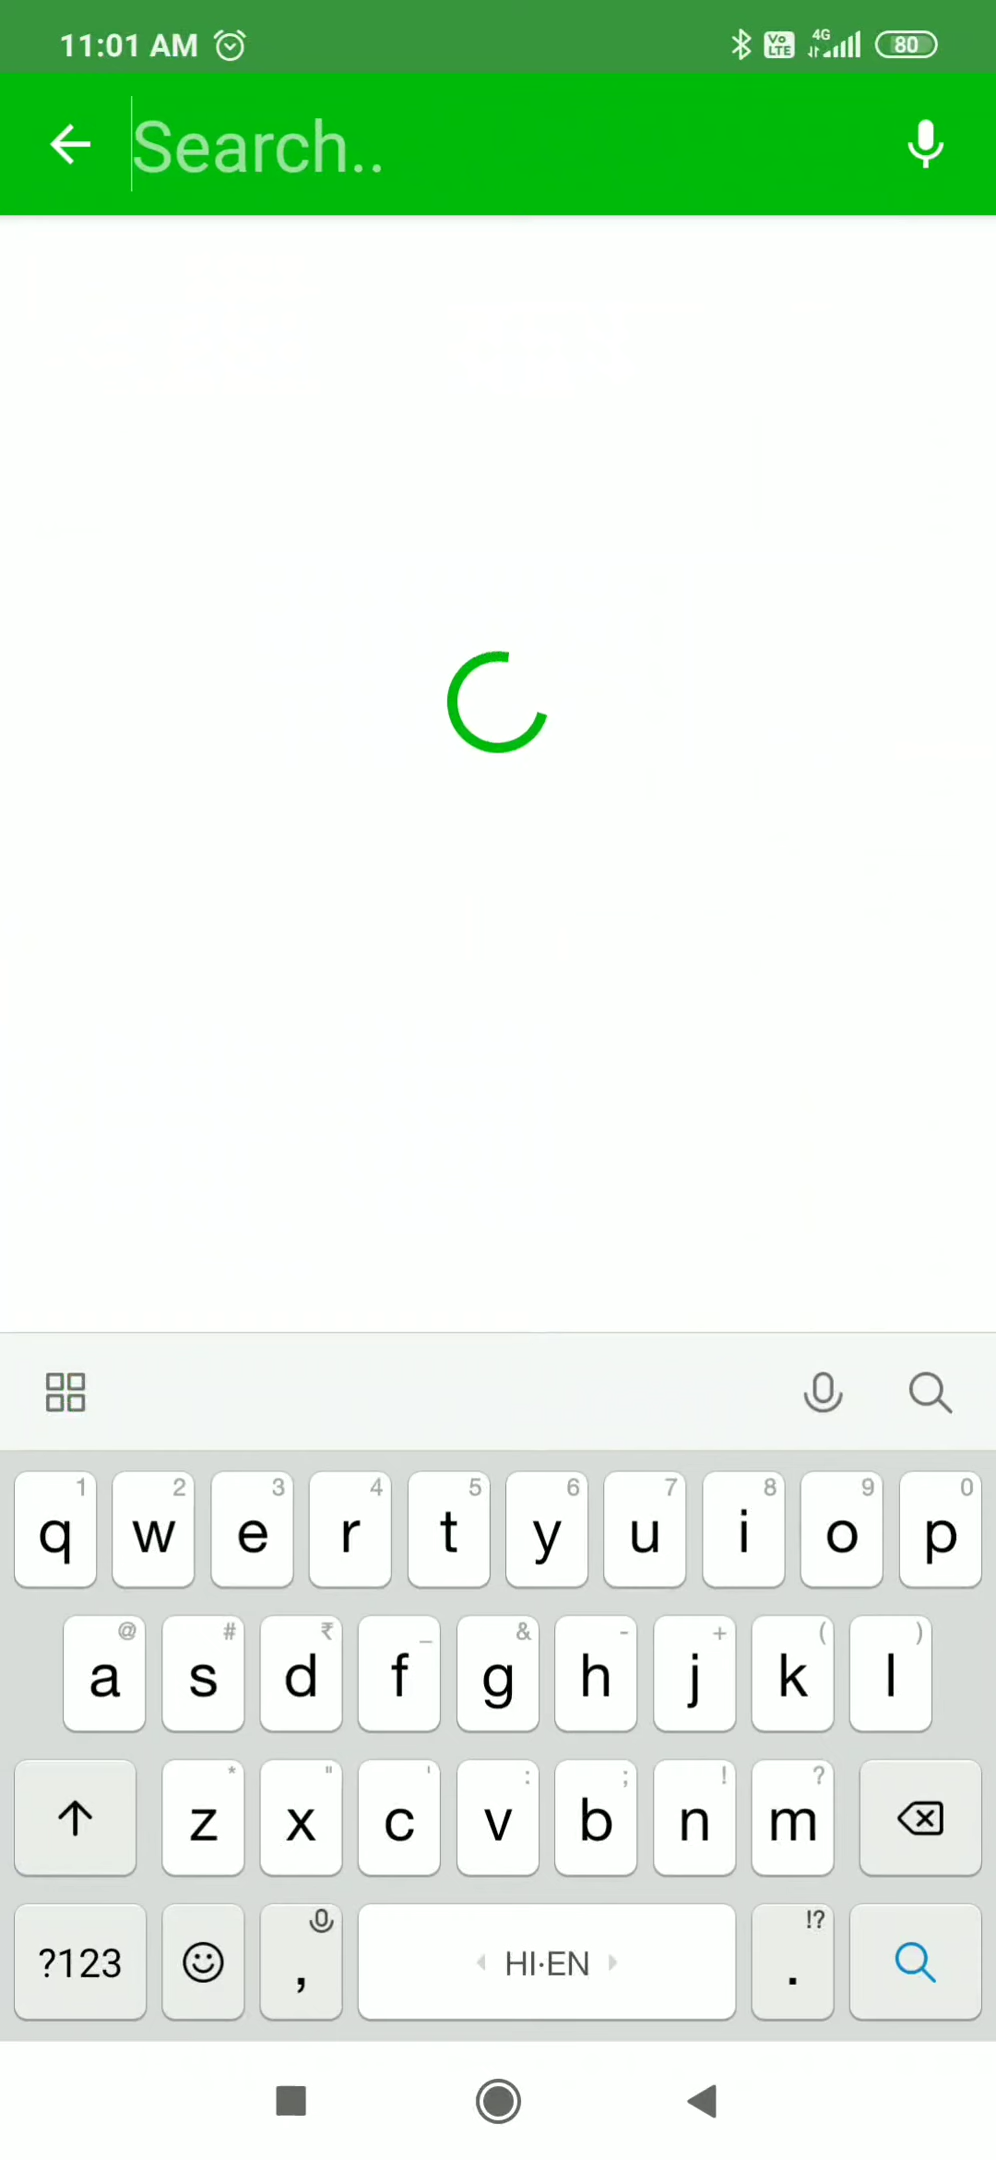 11:01 AM VoLTE 4G 80
Search..
1 2 3 4 5 6 7 8 9 0
q w e r t y u i o p
@ # ₹ _ & - + ( )
a s d f g h j k l
* " ' : ; ! ?
z x c v b n m
!?
?123 , HI·EN .